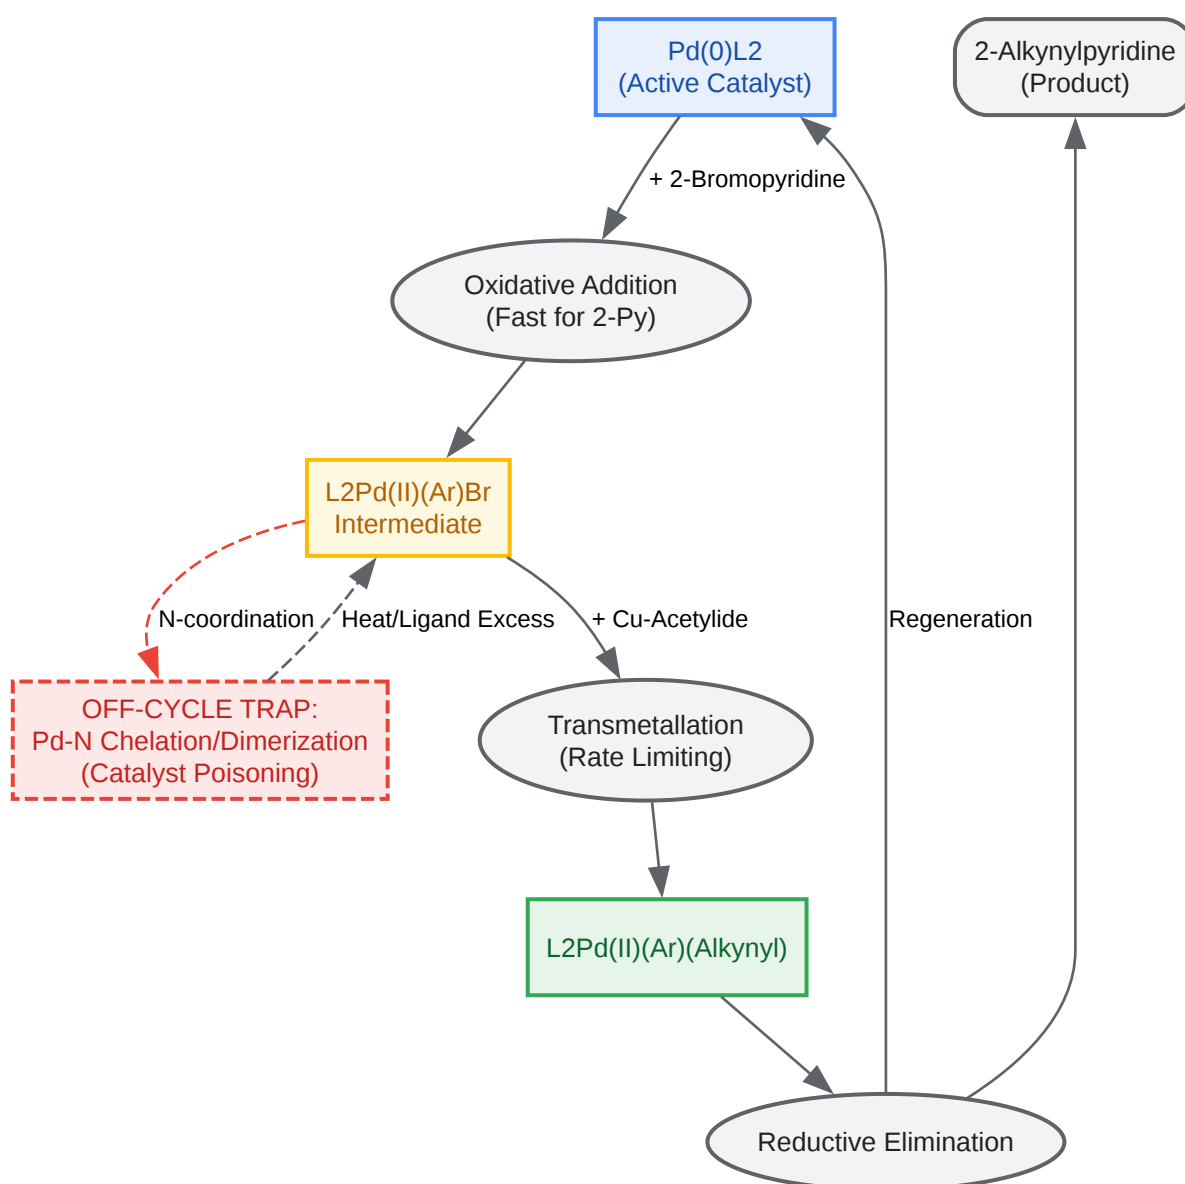 Pd(0)L2
(Active Catalyst)
2-Alkynylpyridine
(Product)
+ 2-Bromopyridine
Oxidative Addition
(Fast for 2-Py)
L2Pd(II)(Ar)Br
Intermediate
N-coordination
Heat/Ligand Excess
+ Cu-Acetylide
Regeneration
OFF-CYCLE TRAP:
Pd-N Chelation/Dimerization
(Catalyst Poisoning)
Transmetallation
(Rate Limiting)
L2Pd(II)(Ar)(Alkynyl)
Reductive Elimination